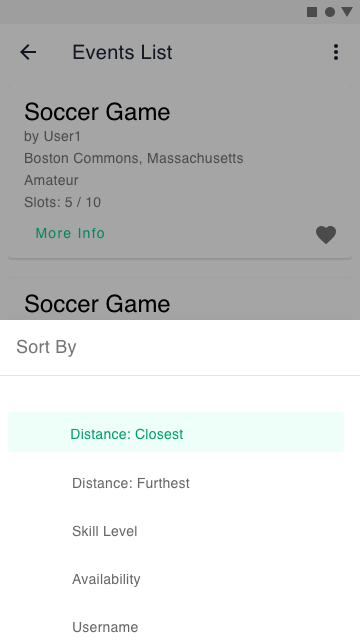 Events List
Soccer Game
by User1
Boston Commons, Massachusetts
Amateur
Slots: 5 / 10
More Info
Soccer Game
Sort By
Distance: Closest
Distance: Furthest
Skill Level
Availability
Username